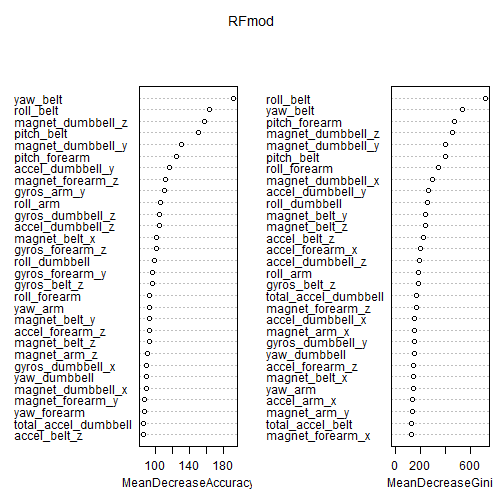 RFmod
yaw_belt
roll_belt
magnet_dumbbell_z
pitch_belt
magnet_dumbbell_y
pitch_forearm
accel_dumbbell_y
magnet_forearm_z
gyros_arm_y
roll_arm
gyros_dumbbell_z
accel_dumbbell_z
magnet_belt_x
gyros_forearm_z
roll_dumbbell
gyros_forearm_y
gyros_belt_z
roll_forearm
yaw_arm
magnet_belt_y
accel_forearm_z
magnet_belt_z
magnet_arm_z
gyros_dumbbell_x
yaw_dumbbell
magnet_dumbbell_x
magnet_forearm_y
yaw_forearm
total_accel_dumbbell
accel_belt_z
100 140 180
MeanDecreaseAccuracy
roll_belt
yaw_belt
pitch_forearm
magnet_dumbbell_z
magnet_dumbbell_y
pitch_belt
roll_forearm
magnet_dumbbell_x
accel_dumbbell_y
roll_dumbbell
magnet_belt_y
magnet_belt_z
accel_belt_z
accel_forearm_x
accel_dumbbell_z
roll_arm
gyros_belt_z
total_accel_dumbbell
magnet_forearm_z
accel_dumbbell_x
magnet_arm_x
gyros_dumbbell_y
yaw_dumbbell
accel_forearm_z
magnet_belt_x
yaw_arm
accel_arm_x
magnet_arm_y
total_accel_belt
magnet_forearm_x
0 200 600
MeanDecreaseGini